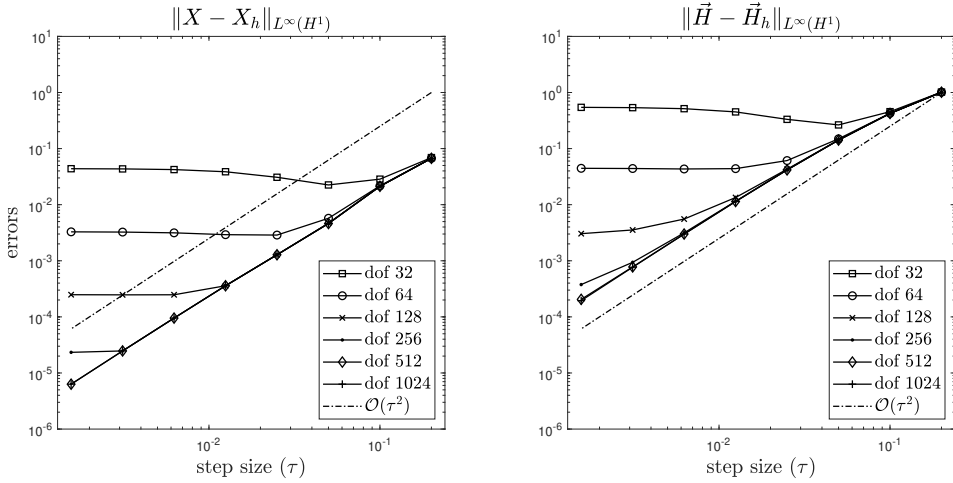 ‖X − X_h‖_{L^∞(H^1)}
errors
10^1
10^0
10^{-1}
10^{-2}
10^{-3}
10^{-4}
10^{-5}
10^{-6}
dof 32
dof 64
dof 128
dof 256
dof 512
dof 1024
𝒪(τ^2)
10^{-2}
10^{-1}
step size (τ)
‖H⃗ − H⃗_h‖_{L^∞(H^1)}
10^1
10^0
10^{-1}
10^{-2}
10^{-3}
10^{-4}
10^{-5}
10^{-6}
dof 32
dof 64
dof 128
dof 256
dof 512
dof 1024
𝒪(τ^2)
10^{-2}
10^{-1}
step size (τ)